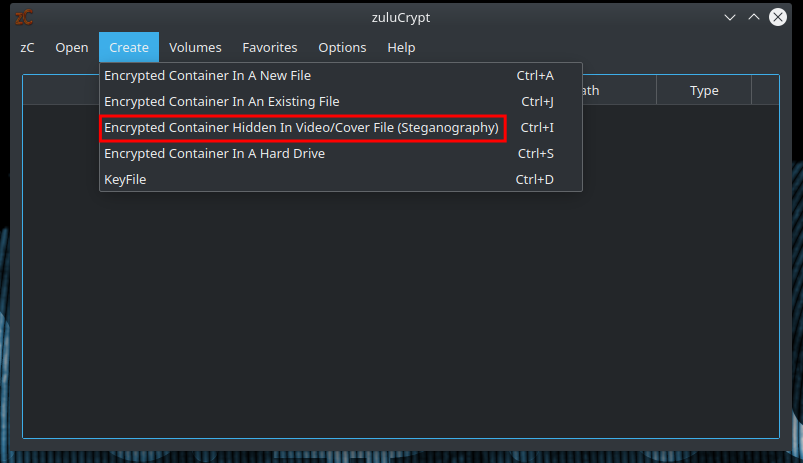 zC zuluCrypt
zC Open Create Volumes Favorites Options Help
Encrypted Container In A New File Ctrl+A
Encrypted Container In An Existing File Ctrl+J
Encrypted Container Hidden In Video/Cover File (Steganography) Ctrl+I
Encrypted Container In A Hard Drive Ctrl+S
KeyFile Ctrl+D
ath Type